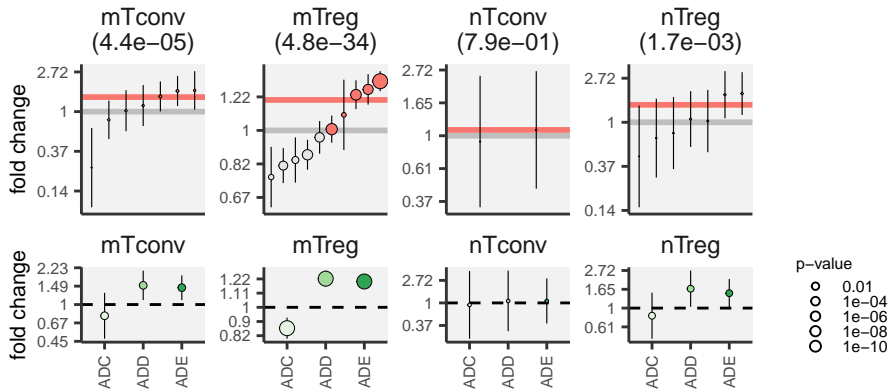 mTconv
(4.4e−05)
mTreg
(4.8e−34)
nTconv
(7.9e−01)
nTreg
(1.7e−03)
fold change
2.72
1
0.37
0.14
1.22
1
0.82
0.67
2.72
1.65
1
0.61
0.37
2.72
1
0.37
0.14
mTconv
mTreg
nTconv
nTreg
fold change
2.23
1.49
1
0.67
0.45
1.22
1.11
1
0.9
0.82
2.72
1
0.37
2.72
1.65
1
0.61
ADC
ADD
ADE
ADC
ADD
ADE
ADC
ADD
ADE
ADC
ADD
ADE
p−value
0.01
1e−04
1e−06
1e−08
1e−10